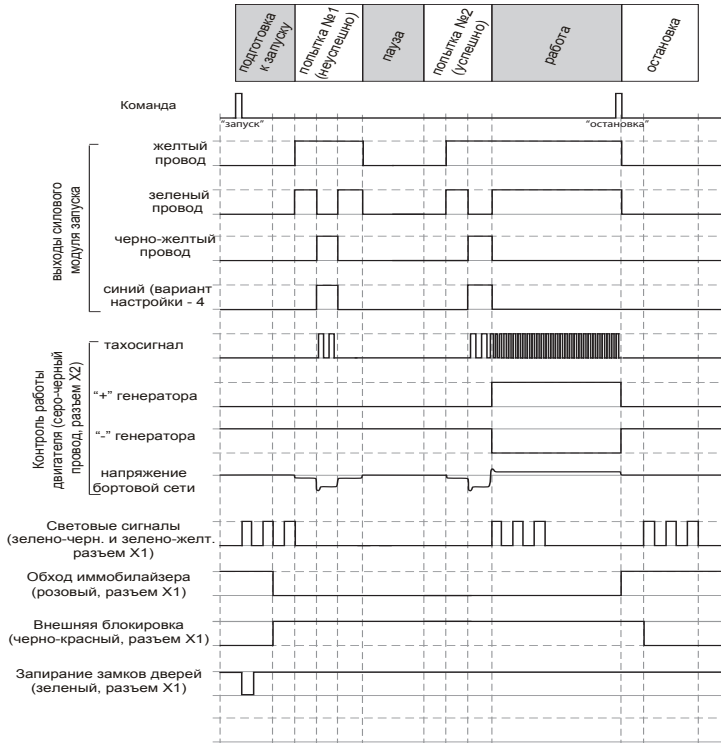 подготовка
к запуску
попытка №1
(неуспешно)
пауза
попытка №2
(успешно)
работа
остановка
Команда
"запуск"
"остановка"
выходы силового
модуля запуска
желтый
провод
зеленый
провод
черно-желтый
провод
синий (вариант
настройки - 4
Контроль работы
двигателя (серо-черный
провод, разъем X2)
тахосигнал
"+" генератора
"-" генератора
напряжение
бортовой сети
Световые сигналы
(зелено-черн. и зелено-желт.
разъем X1)
Обход иммобилайзера
(розовый, разъем X1)
Внешняя блокировка
(черно-красный, разъем X1)
Запирание замков дверей
(зеленый, разъем X1)